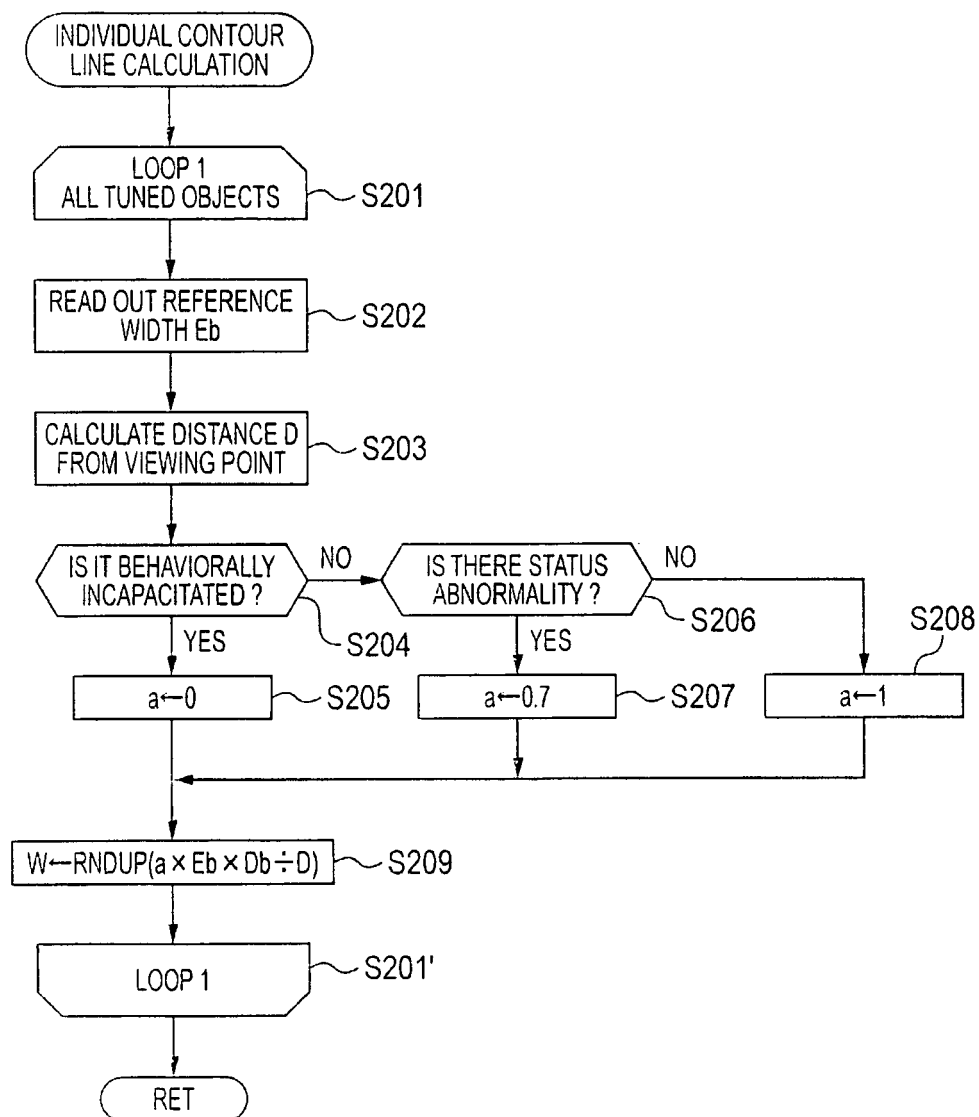 INDIVIDUAL CONTOUR
LINE CALCULATION
LOOP 1
ALL TUNED OBJECTS
S201
READ OUT REFERENCE
WIDTH Eb
S202
CALCULATE DISTANCE D
FROM VIEWING POINT
S203
IS IT BEHAVIORALLY
INCAPACITATED ?
S204
NO
YES
IS THERE STATUS
ABNORMALITY ?
S206
NO
YES
a←0
S205
a←0.7
S207
a←1
S208
W←RNDUP(a × Eb × Db ÷ D)
S209
LOOP 1
S201'
RET